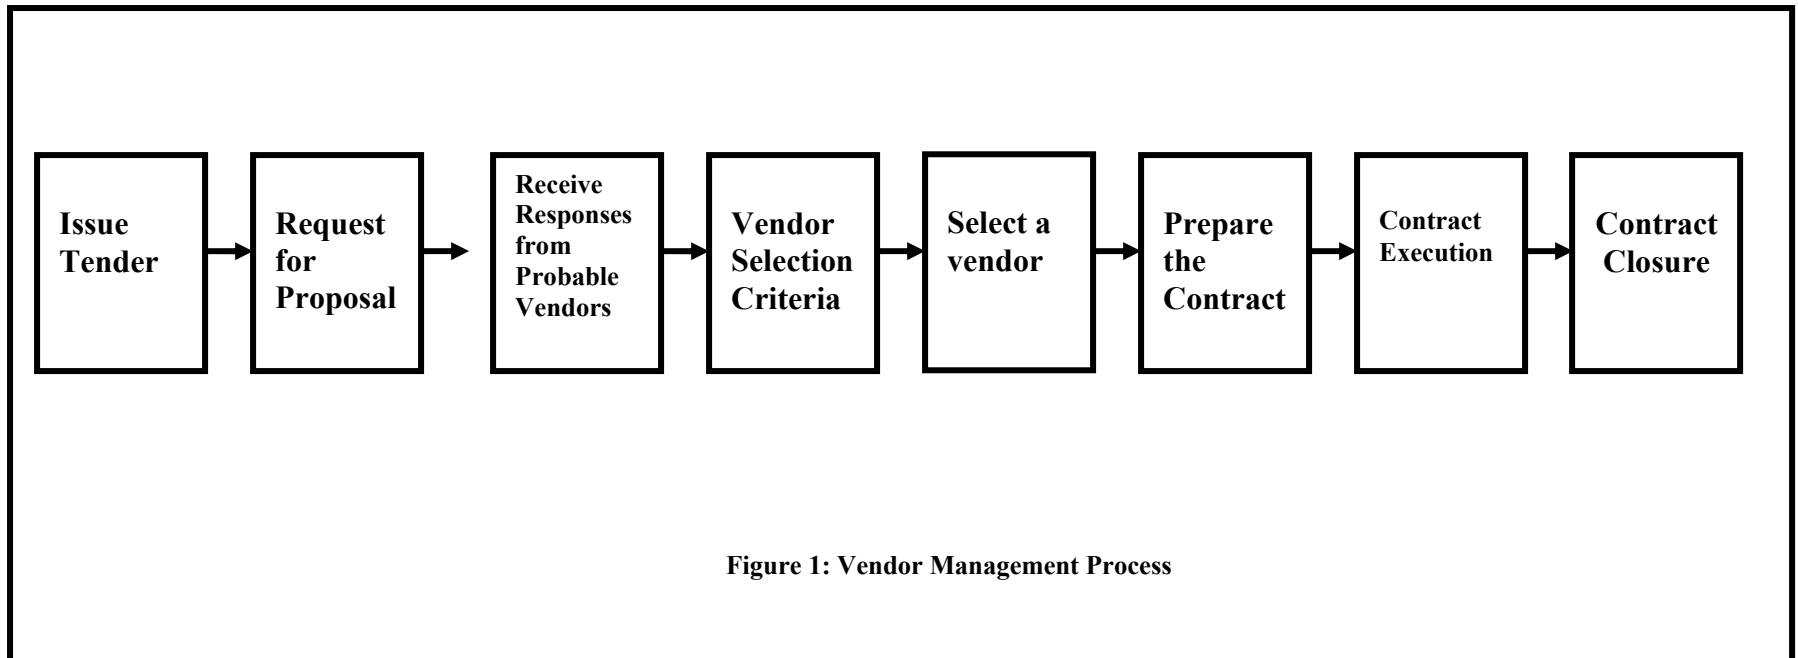 Issue
Tender
Request
for
Proposal
Receive
Responses
from
Probable
Vendors
Vendor
Selection
Criteria
Select a
vendor
Prepare
the
Contract
Contract
Execution
Contract
Closure
Figure 1: Vendor Management Process